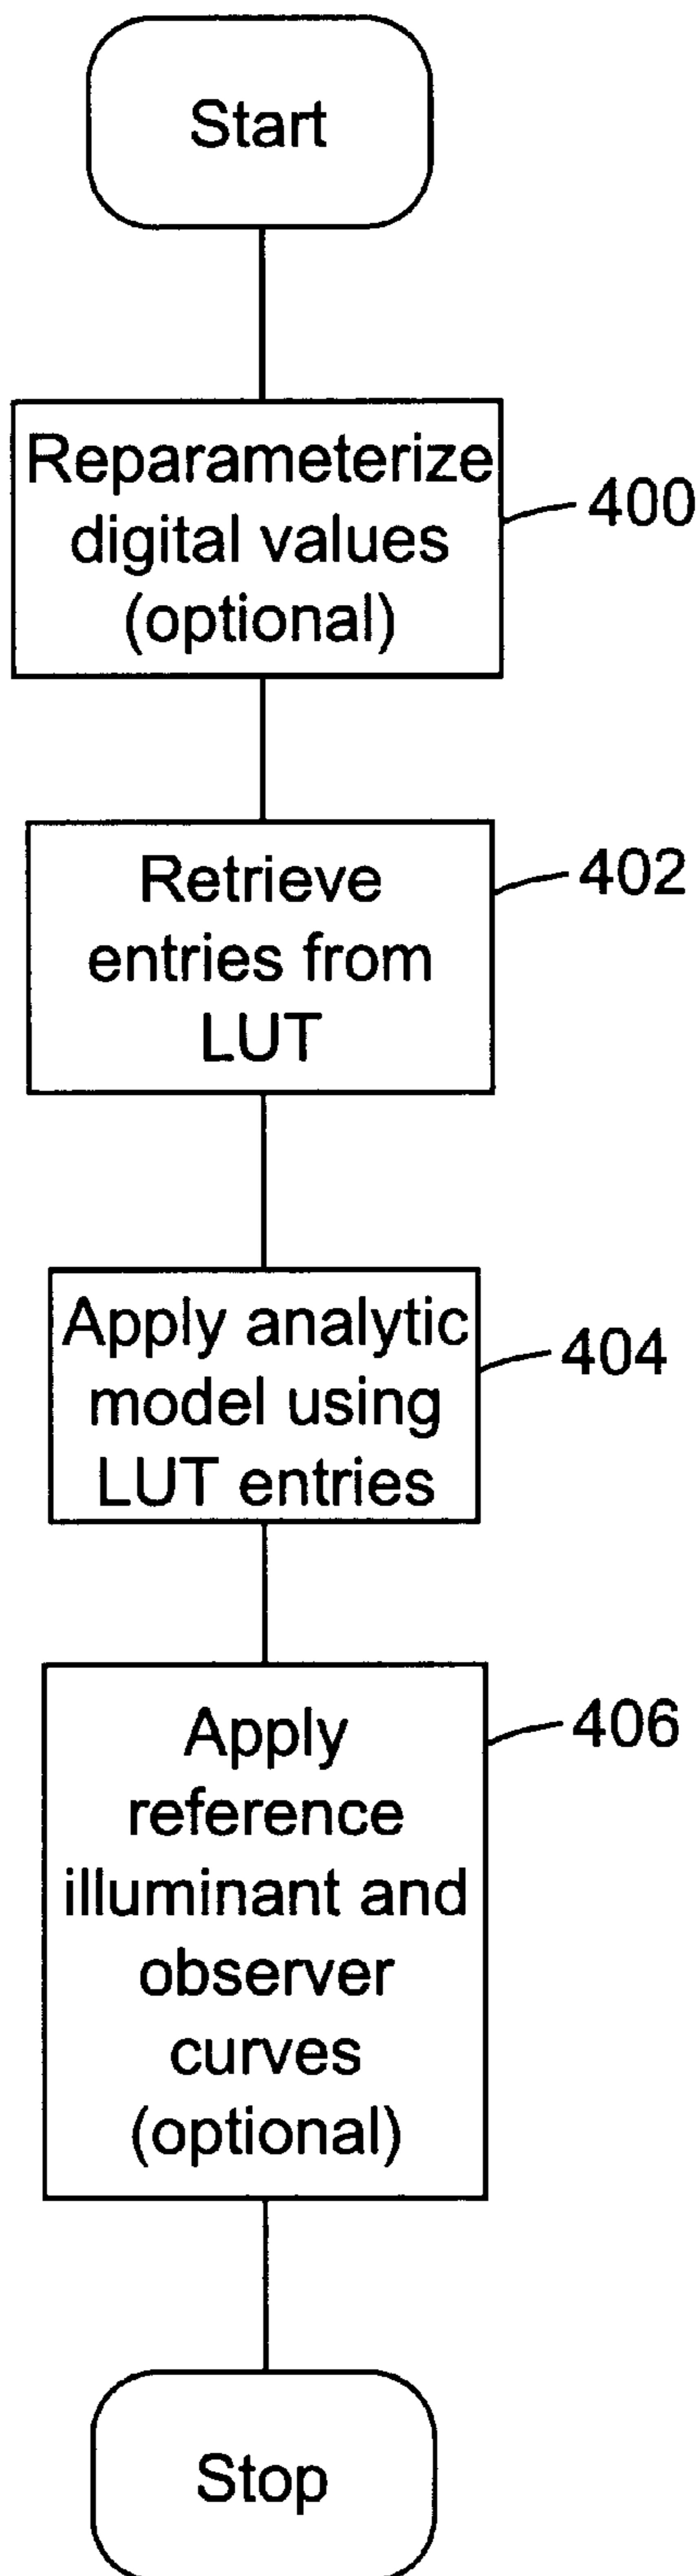 Start
Reparameterize
digital values
(optional)
400
Retrieve
entries from
LUT
402
Apply analytic
model using
LUT entries
404
Apply
reference
illuminant and
observer
curves
(optional)
406
Stop